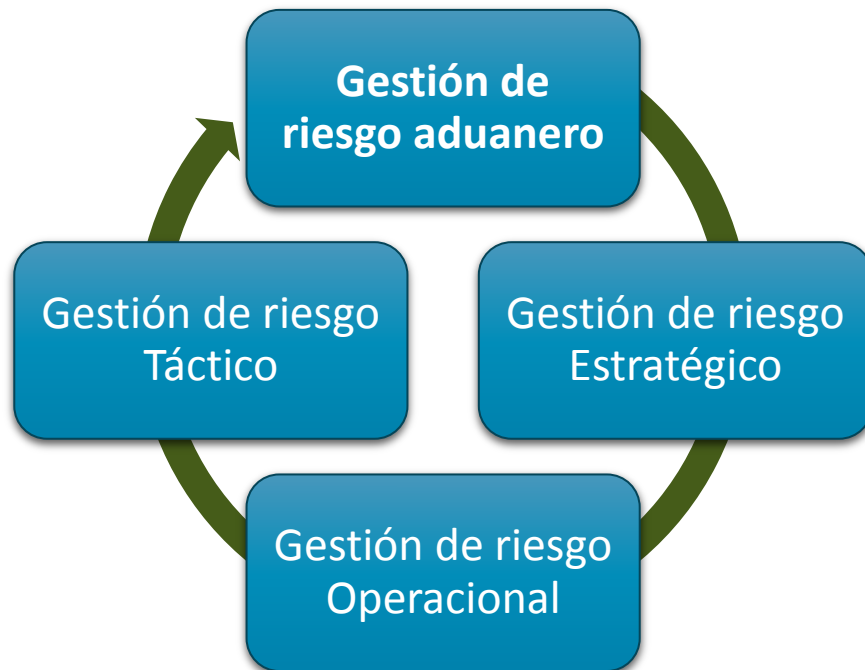 Gestión de
riesgo aduanero
Gestión de riesgo
Táctico
Gestión de riesgo
Estratégico
Gestión de riesgo
Operacional